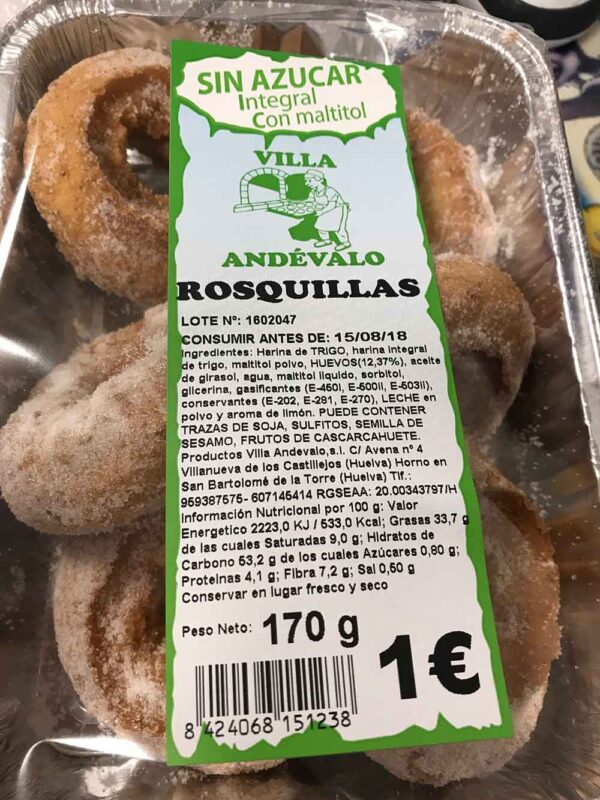 SIN AZUCAR
Integral
Con maltitol
VILLA
ANDÉVALO
ROSQUILLAS
LOTE Nº: 1602047
CONSUMIR ANTES DE: 15/08/18
Ingredientes: Harina de TRIGO, harina integral
de trigo, maltitol polvo, HUEVOS(12,37%), aceite
de girasol, agua, maltitol liquido, sorbitol,
glicerina, gasificantes (E-450I, E-500II, E-503II),
conservantes (E-202, E-281, E-270), LECHE en
polvo y aroma de limón. PUEDE CONTENER
TRAZAS DE SOJA, SULFITOS, SEMILLA DE
SESAMO, FRUTOS DE CASCARCAHUETE.
Productos Villa Andevalo,s.l. C/ Avena nº 4
Villanueva de los Castillejos (Huelva) Horno en
San Bartolomé de la Torre (Huelva) Tlf.:
959387575- 607145414 RGSEAA: 20.00343797/H
Información Nutricional por 100 g: Valor
Energetico 2223,0 KJ / 533,0 Kcal; Grasas 33,7 g
de las cuales Saturadas 9,0 g; Hidratos de
Carbono 53,2 g de los cuales Azúcares 0,80 g;
Proteinas 4,1 g; Fibra 7,2 g; Sal 0,50 g
Conservar en lugar fresco y seco
Peso Neto: 170 g
1€
8 424068 151238